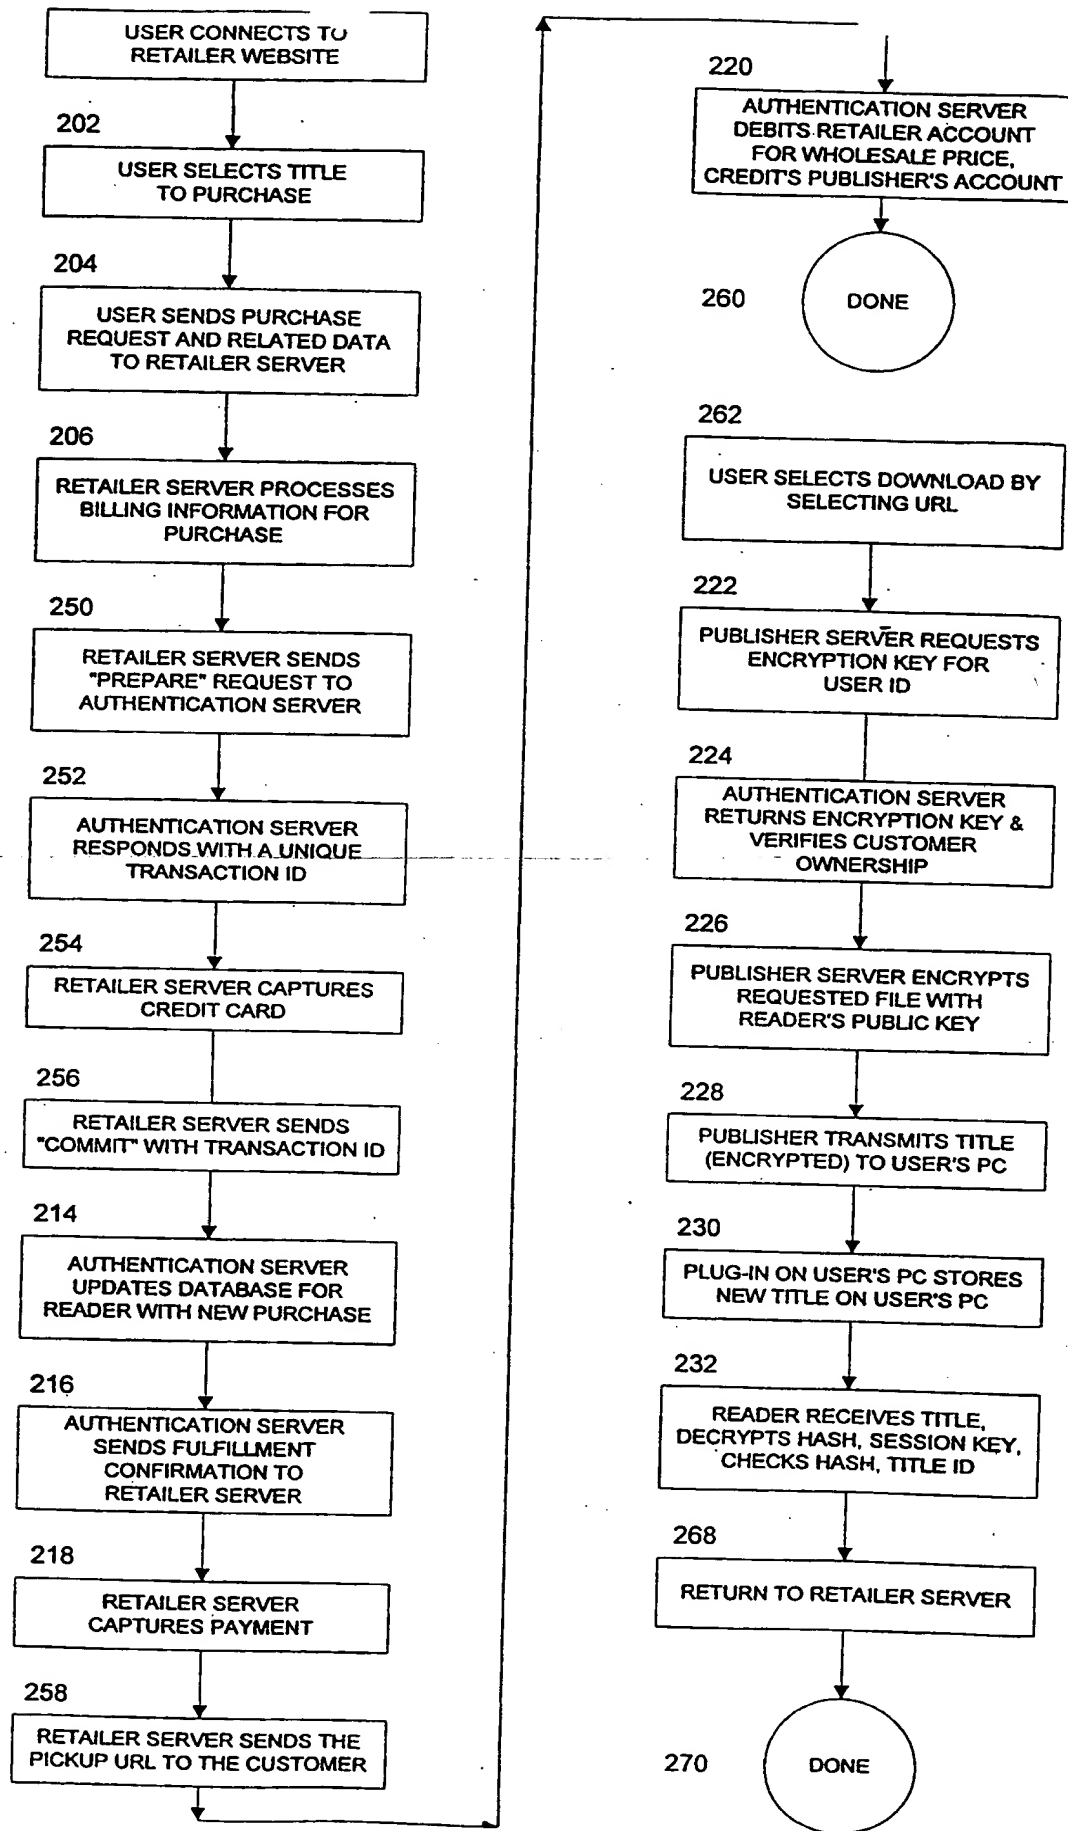 USER CONNECTS TO
RETAILER WEBSITE
202
USER SELECTS TITLE
TO PURCHASE
204
USER SENDS PURCHASE
REQUEST AND RELATED DATA
TO RETAILER SERVER
206
RETAILER SERVER PROCESSES
BILLING INFORMATION FOR
PURCHASE
250
RETAILER SERVER SENDS
"PREPARE" REQUEST TO
AUTHENTICATION SERVER
252
AUTHENTICATION SERVER
RESPONDS WITH A UNIQUE
TRANSACTION ID
254
RETAILER SERVER CAPTURES
CREDIT CARD
256
RETAILER SERVER SENDS
"COMMIT" WITH TRANSACTION ID
214
AUTHENTICATION SERVER
UPDATES DATABASE FOR
READER WITH NEW PURCHASE
216
AUTHENTICATION SERVER
SENDS FULFILLMENT
CONFIRMATION TO
RETAILER SERVER
218
RETAILER SERVER
CAPTURES PAYMENT
258
RETAILER SERVER SENDS THE
PICKUP URL TO THE CUSTOMER
220
AUTHENTICATION SERVER
DEBITS RETAILER ACCOUNT
FOR WHOLESALE PRICE,
CREDIT'S PUBLISHER'S ACCOUNT
260
DONE
262
USER SELECTS DOWNLOAD BY
SELECTING URL
222
PUBLISHER SERVER REQUESTS
ENCRYPTION KEY FOR
USER ID
224
AUTHENTICATION SERVER
RETURNS ENCRYPTION KEY &
VERIFIES CUSTOMER
OWNERSHIP
226
PUBLISHER SERVER ENCRYPTS
REQUESTED FILE WITH
READER'S PUBLIC KEY
228
PUBLISHER TRANSMITS TITLE
(ENCRYPTED) TO USER'S PC
230
PLUG-IN ON USER'S PC STORES
NEW TITLE ON USER'S PC
232
READER RECEIVES TITLE,
DECRYPTS HASH, SESSION KEY,
CHECKS HASH, TITLE ID
268
RETURN TO RETAILER SERVER
270
DONE